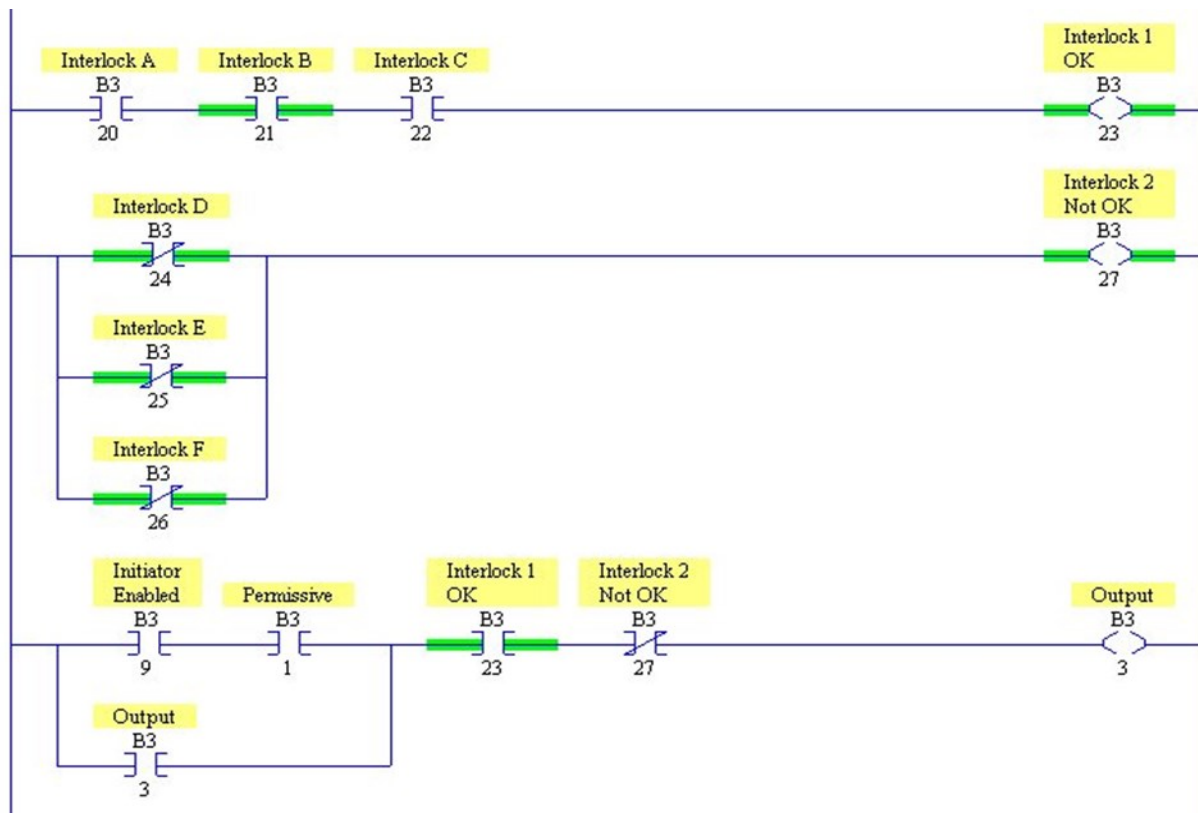 Interlock A Interlock B Interlock C Interlock 1
OK
B3 B3 B3 B3
20 21 22 23
Interlock D Interlock 2
Not OK
B3 B3
24 27
Interlock E
B3
25
Interlock F
B3
26
Initiator
Enabled Permissive Interlock 1
OK Interlock 2
Not OK Output
B3 B3 B3 B3 B3
9 1 23 27 3
Output
B3
3